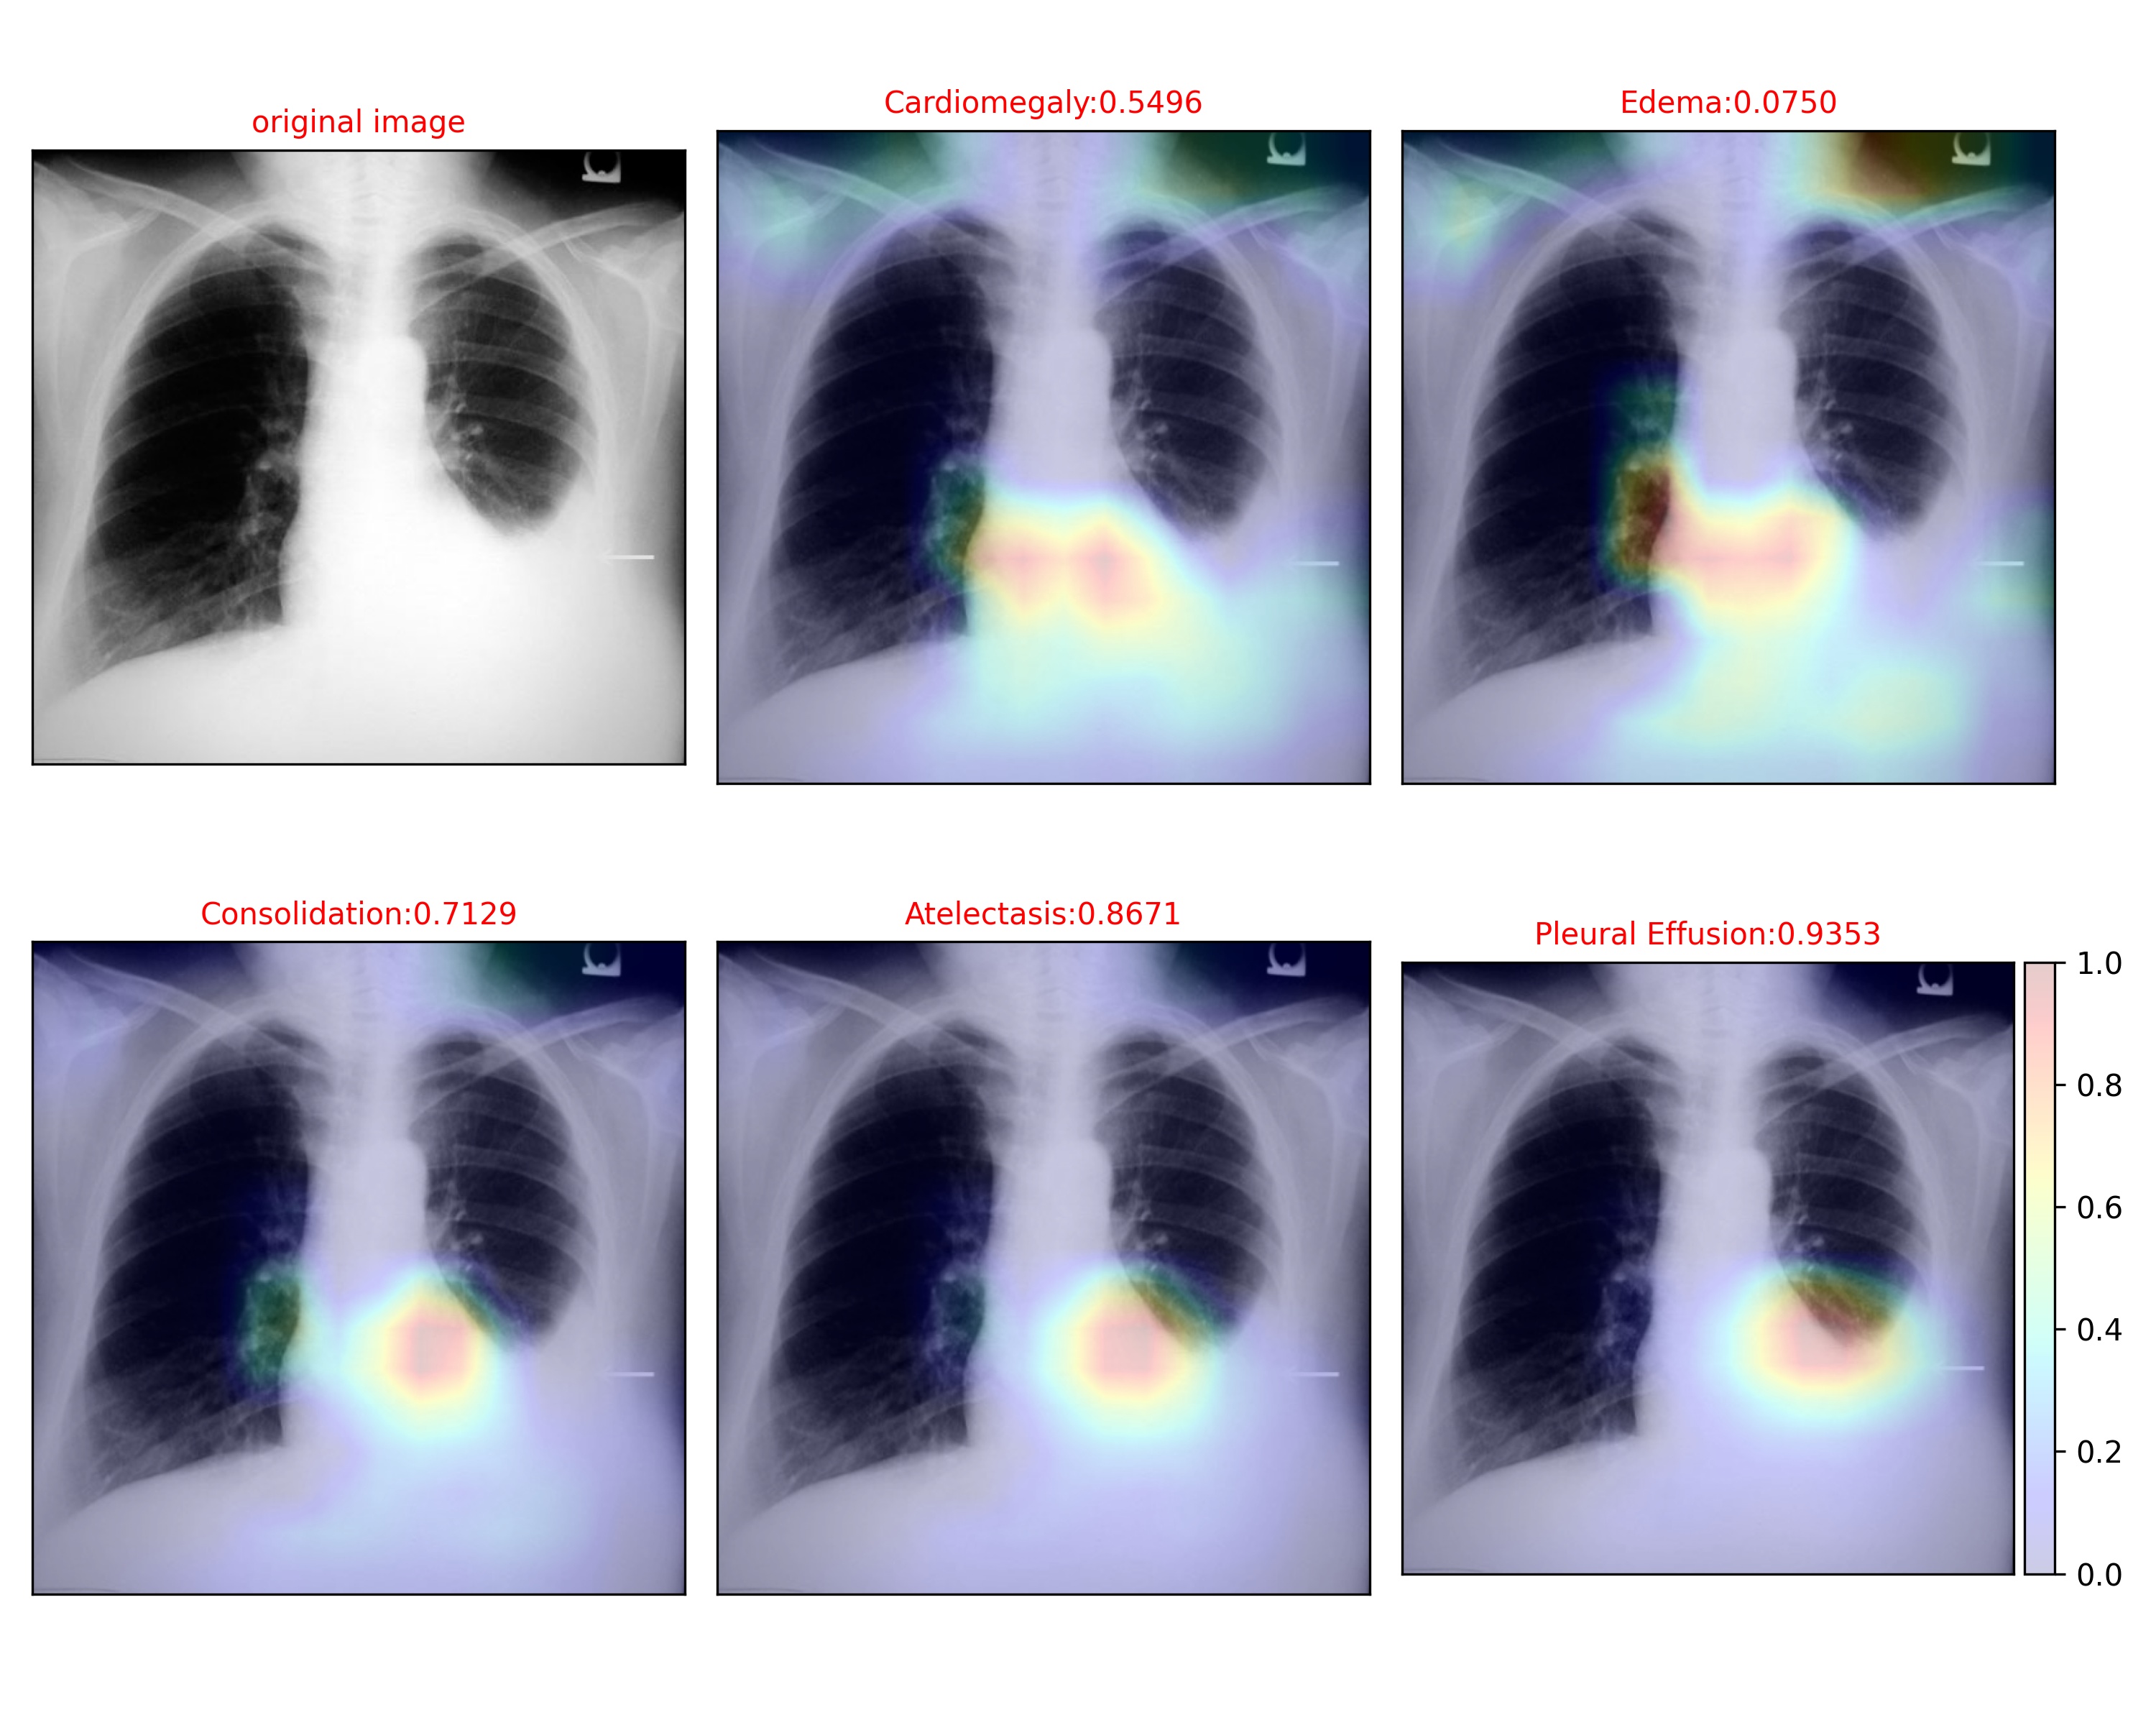 original image
Cardiomegaly:0.5496
Edema:0.0750
Consolidation:0.7129
Atelectasis:0.8671
Pleural Effusion:0.9353
1.0
0.8
0.6
0.4
0.2
0.0